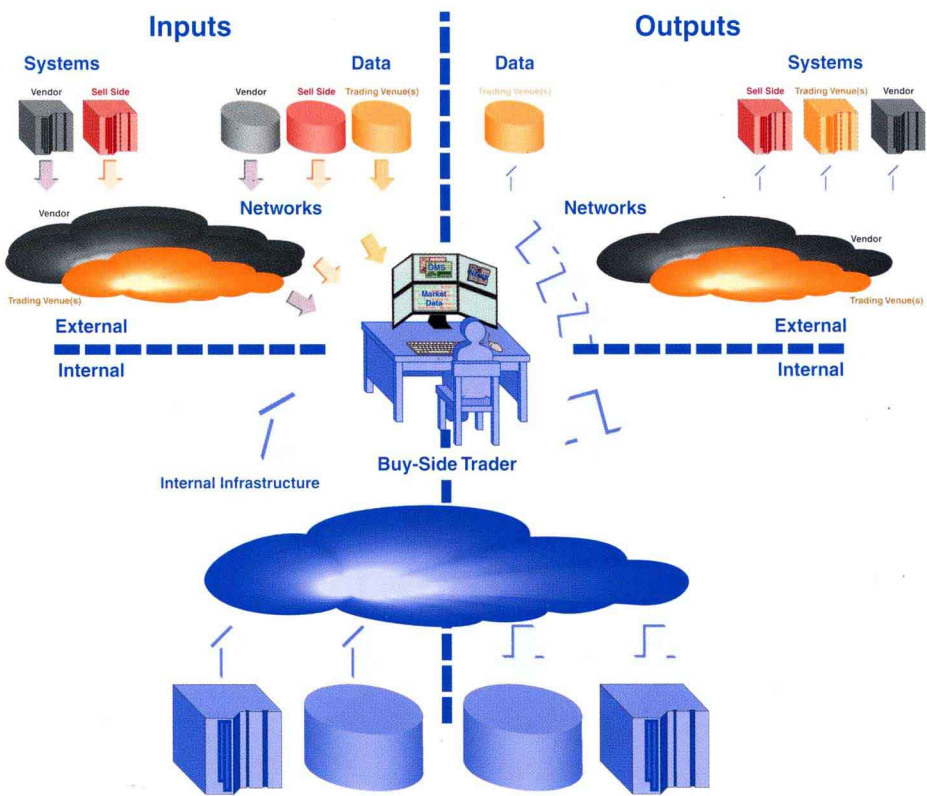 Inputs
Outputs
Systems
Data
Data
Systems
Vendor
Sell Side
Vendor
Sell Side
Trading Venue(s)
Trading Venue(s)
Sell Side
Trading Venue(s)
Vendor
Networks
Networks
Vendor
Vendor
OMS
Market
Data
Trading Venue(s)
Trading Venue(s)
External
External
Internal
Internal
Buy-Side Trader
Internal Infrastructure